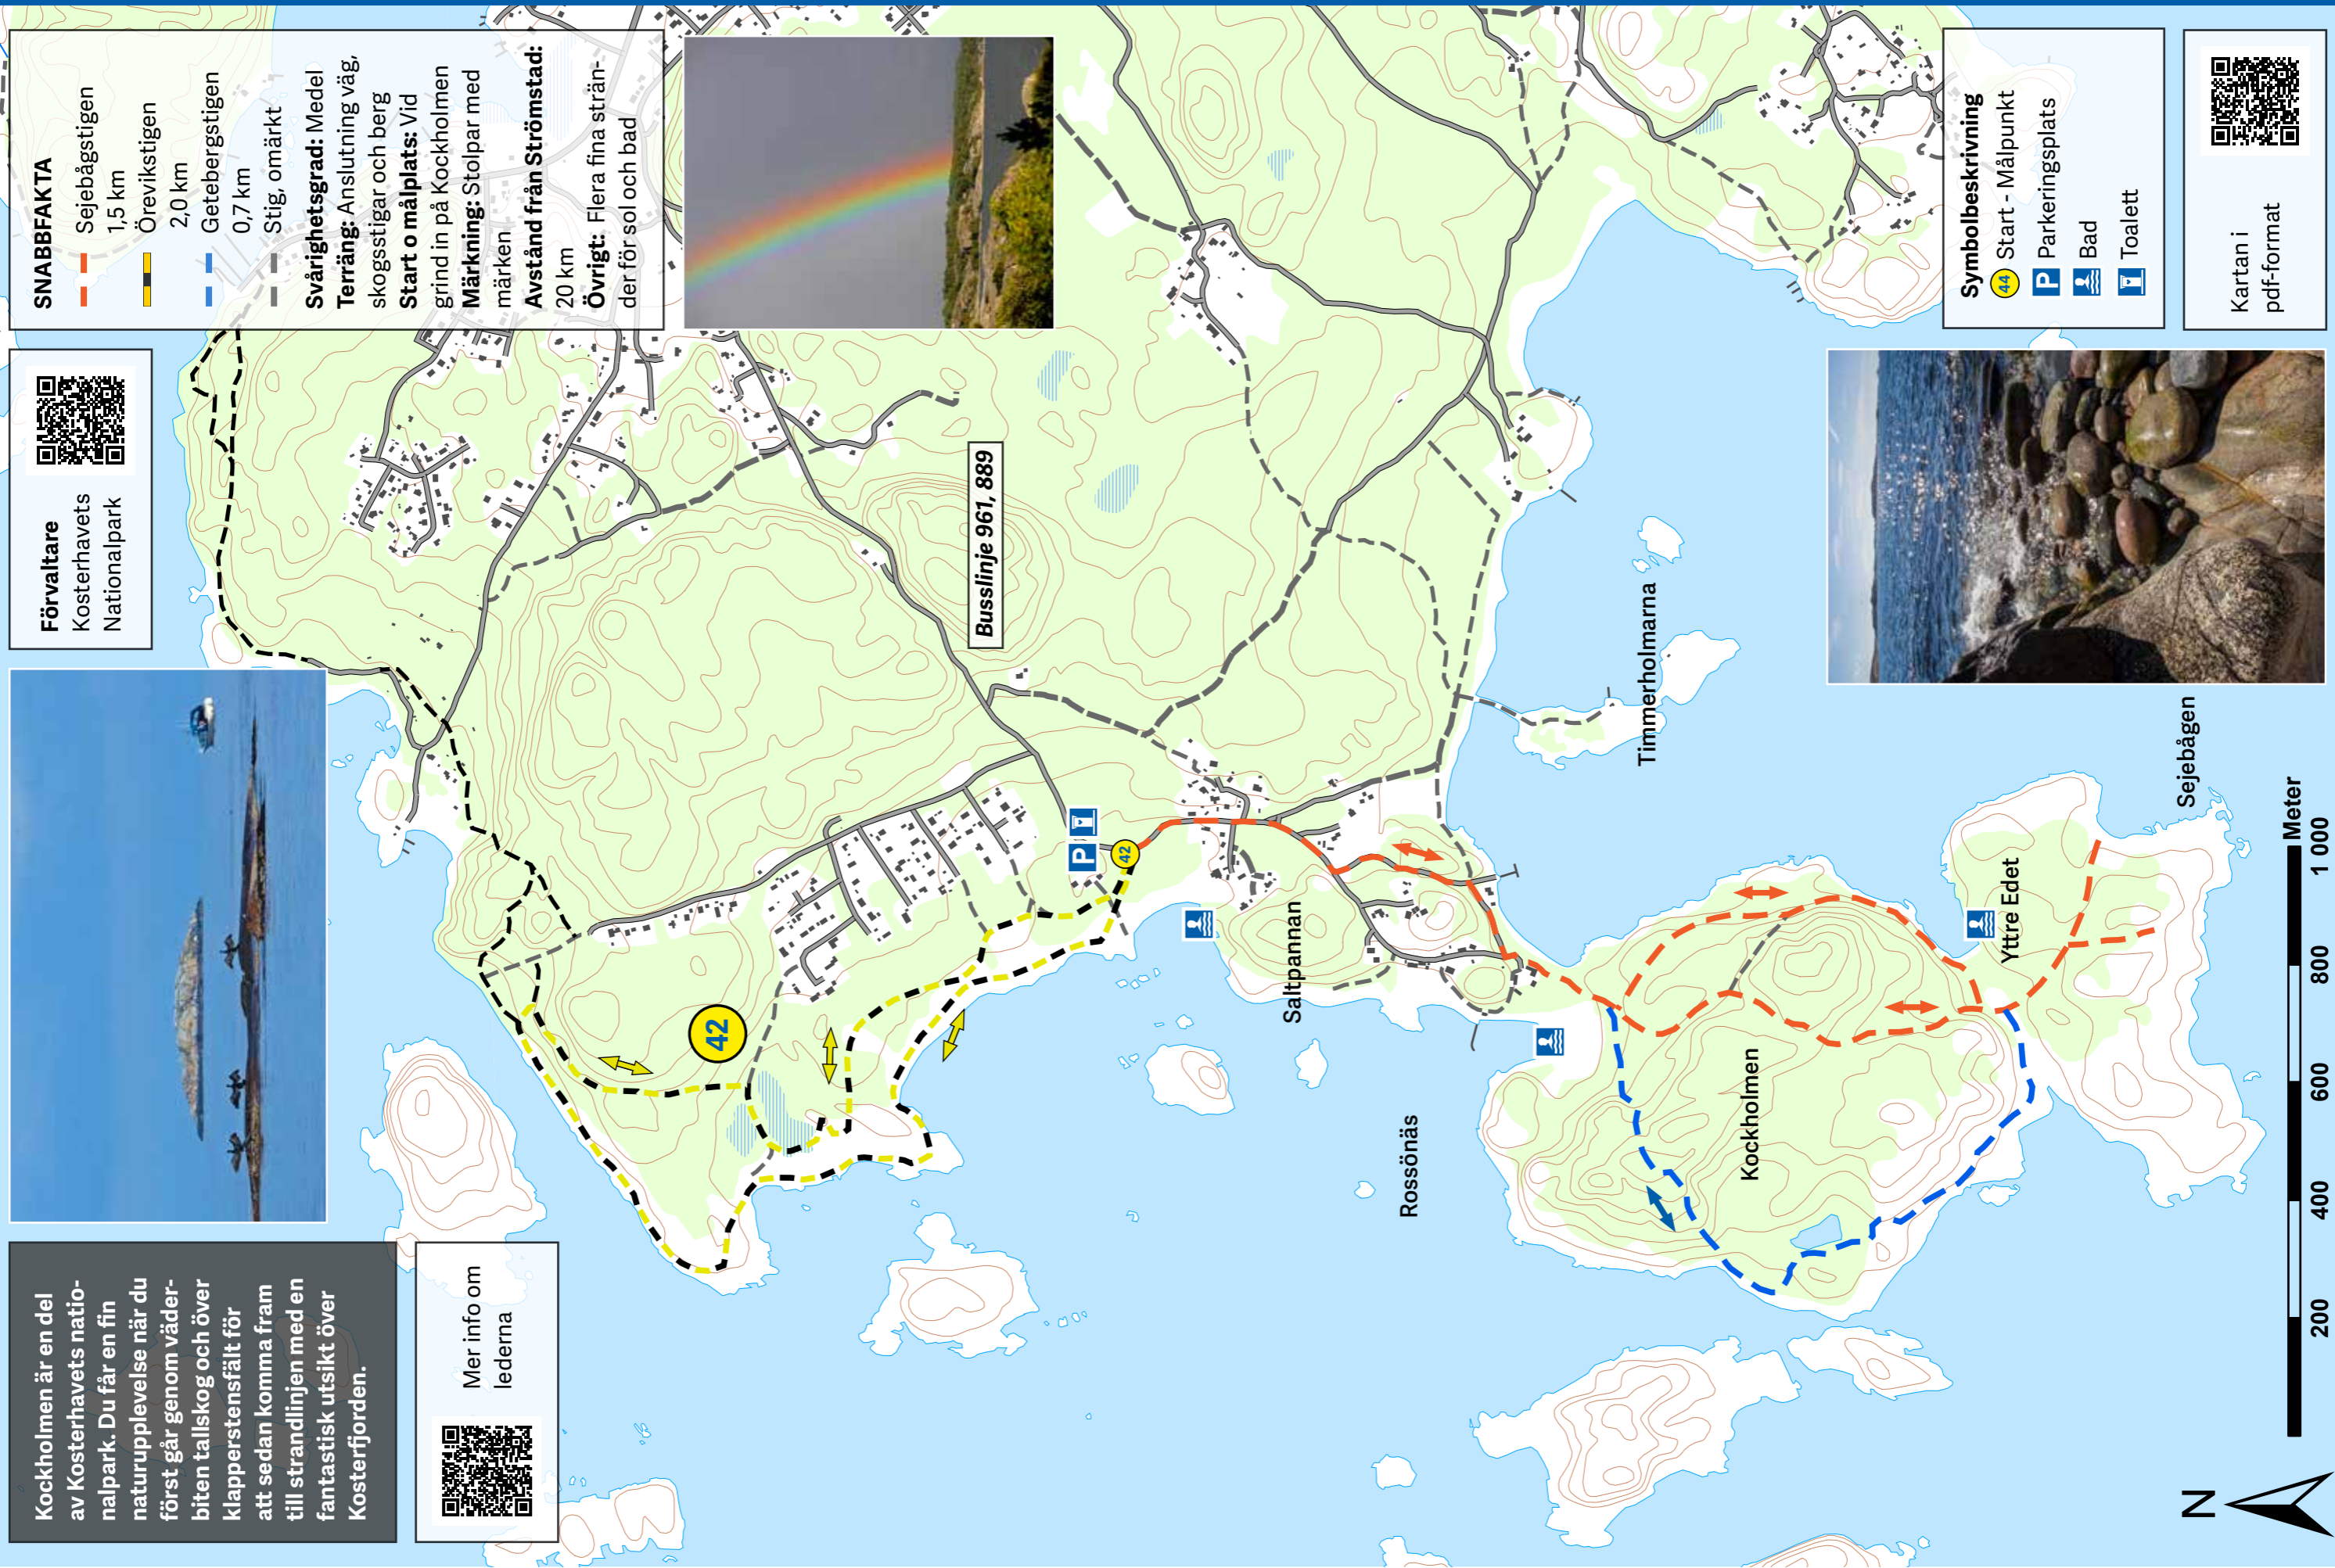 Kockholmen är en del
av Kosterhavets natio-
nalpark. Du får en fin
naturupplevelse när du
först går genom väder-
biten tallskog och över
klapperstensfält för
att sedan komma fram
till strandlinjen med en
fantastisk utsikt över
Kosterfjorden.
Mer info om
lederna
Förvaltare
Kosterhavets
Nationalpark
SNABBFAKTA
Sejebågstigen
1,5 km
Örevikstigen
2,0 km
Getebergstigen
0,7 km
Stig, omärkt
Svårighetsgrad: Medel
Terräng: Anslutning väg,
skogsstigar och berg
Start o målplats: Vid
grind in på Kockholmen
Märkning: Stolpar med
märken
Avstånd från Strömstad:
20 km
Övrigt: Flera fina strän-
der för sol och bad
42
Busslinje 961, 889
P
42
Saltpannan
Rossönäs
Timmerholmarna
Kockholmen
Yttre Edet
Sejebågen
Symbolbeskrivning
44 Start - Målpunkt
P Parkeringsplats
Bad
Toalett
Kartan i
pdf-format
N
200 400 600 800 1 000
Meter